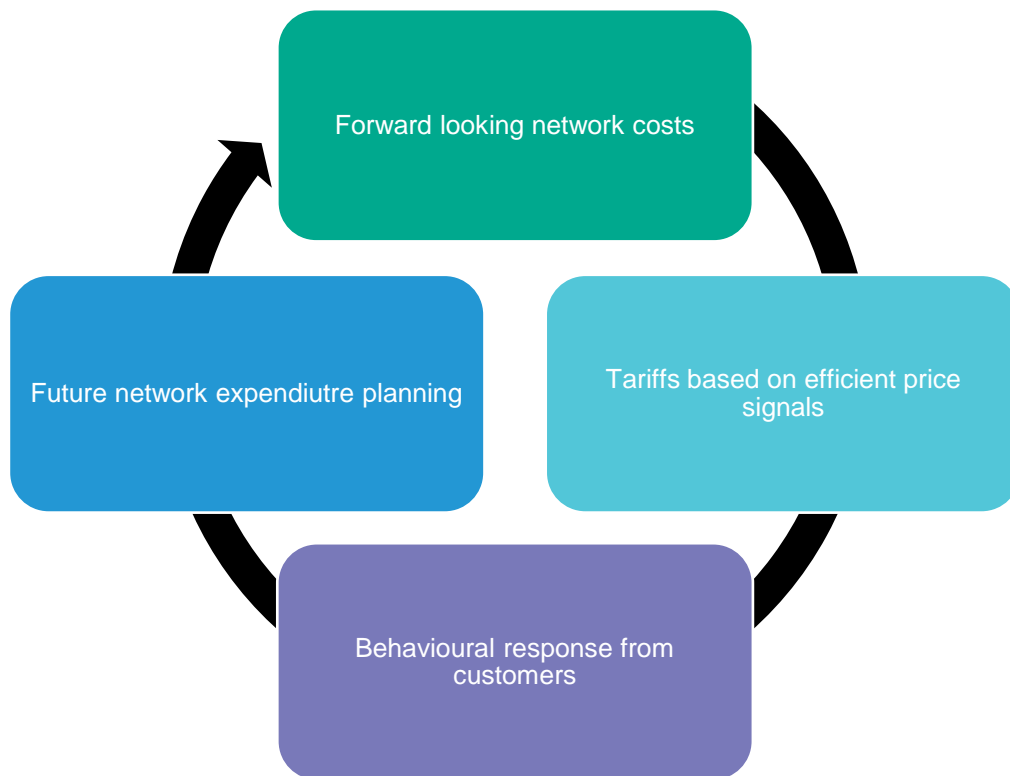 Forward looking network costs
Tariffs based on efficient price
signals
Behavioural response from
customers
Future network expendiutre planning